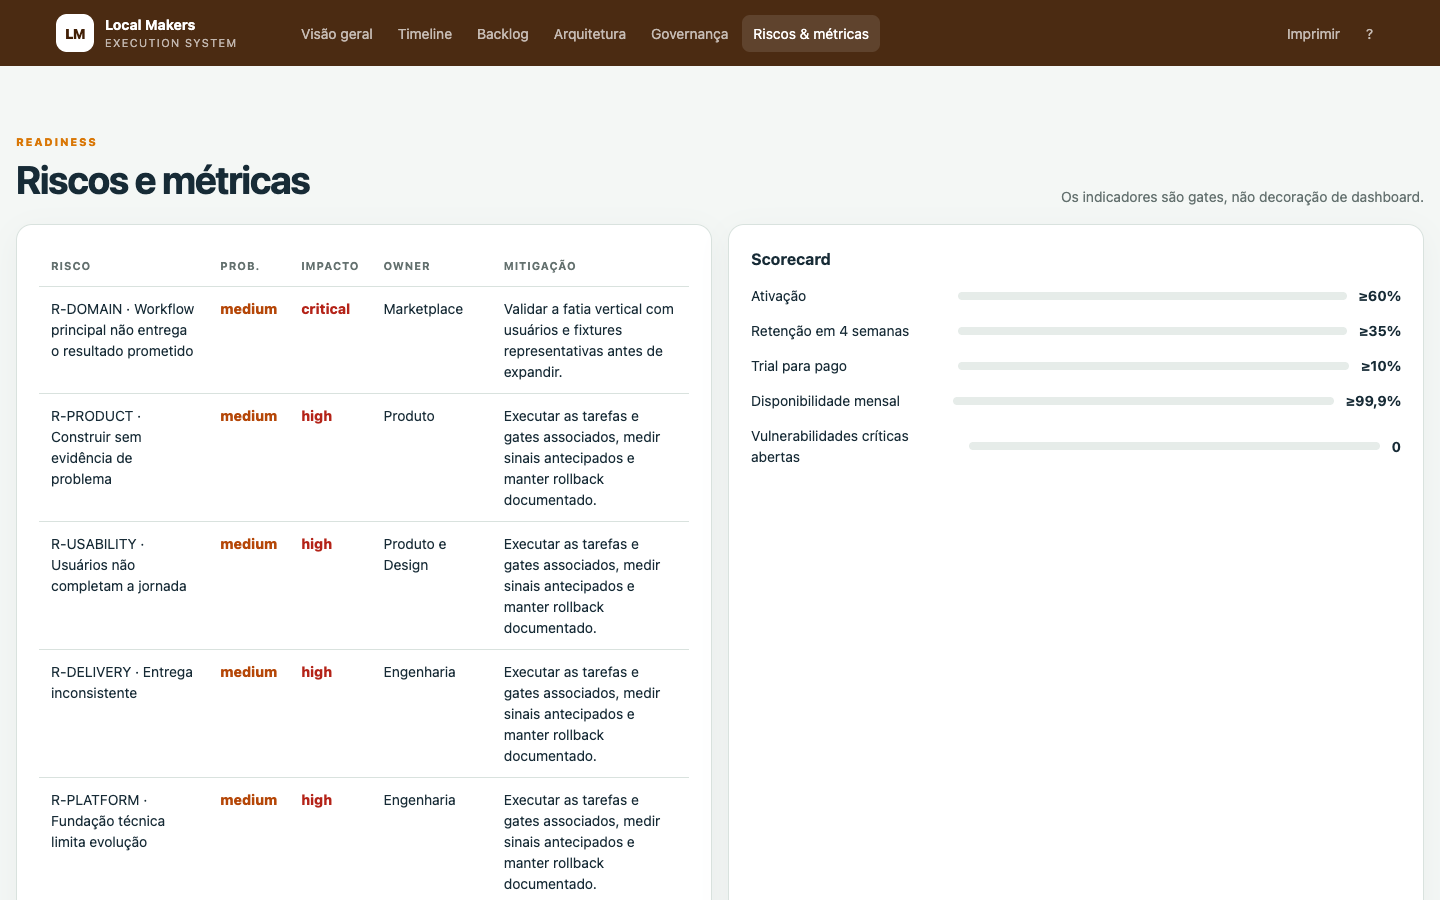 LM
Local Makers
EXECUTION SYSTEM
Visão geral
Timeline
Backlog
Arquitetura
Governança
Riscos & métricas
Imprimir
?
READINESS
Riscos e métricas
Os indicadores são gates, não decoração de dashboard.
RISCO PROB. IMPACTO OWNER MITIGAÇÃO
R-DOMAIN · Workflow
principal não entrega
o resultado prometido
medium
critical
Marketplace
Validar a fatia vertical com
usuários e fixtures
representativas antes de
expandir.
R-PRODUCT ·
Construir sem
evidência de
problema
medium
high
Produto
Executar as tarefas e
gates associados, medir
sinais antecipados e
manter rollback
documentado.
R-USABILITY ·
Usuários não
completam a jornada
medium
high
Produto e
Design
Executar as tarefas e
gates associados, medir
sinais antecipados e
manter rollback
documentado.
R-DELIVERY · Entrega
inconsistente
medium
high
Engenharia
Executar as tarefas e
gates associados, medir
sinais antecipados e
manter rollback
documentado.
R-PLATFORM ·
Fundação técnica
limita evolução
medium
high
Engenharia
Executar as tarefas e
gates associados, medir
sinais antecipados e
manter rollback
documentado.
Scorecard
Ativação ≥60%
Retenção em 4 semanas ≥35%
Trial para pago ≥10%
Disponibilidade mensal ≥99,9%
Vulnerabilidades críticas
abertas
0